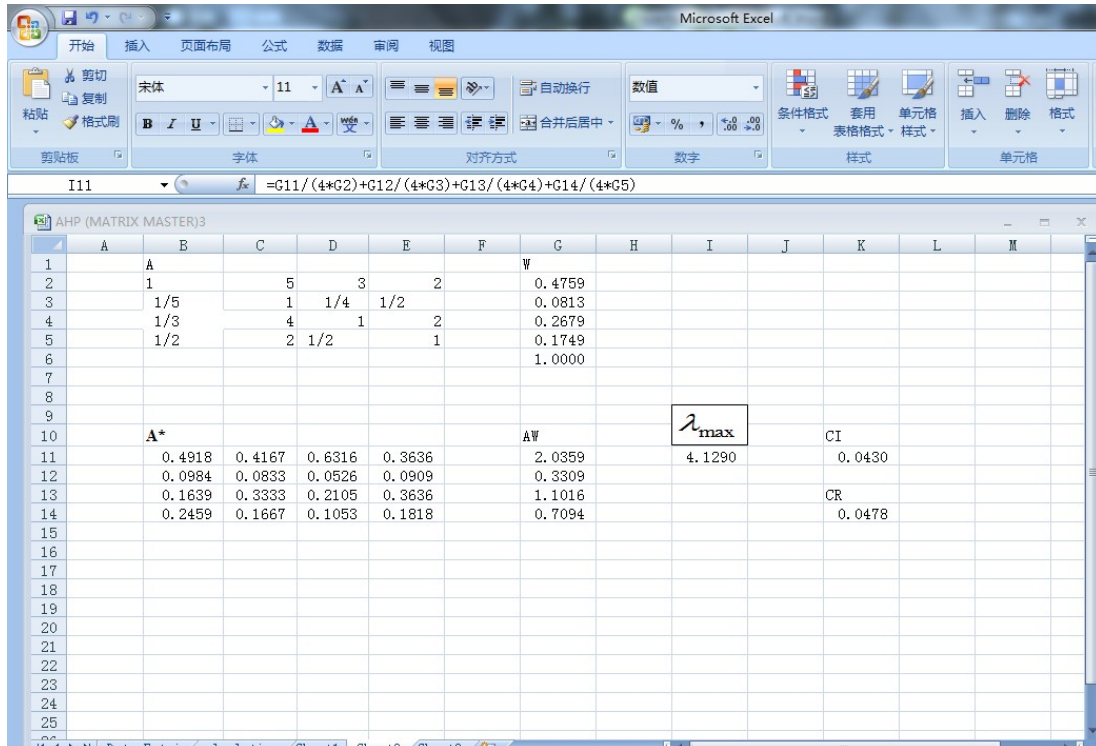 Microsoft Excel
开始 插入 页面布局 公式 数据 审阅 视图
剪切
复制
格式刷
粘贴
宋体 11 A A
B I U A wén 变
自动换行
合并后居中
数值
% , .0 .00 .00 .0
条件格式
套用
表格格式
单元格
样式
插入 删除 格式
剪贴板 字体 对齐方式 数字 样式 单元格
I11 fx =G11/(4*G2)+G12/(4*G3)+G13/(4*G4)+G14/(4*G5)
AHP (MATRIX MASTER)3
A B C D E F G H I J K L M
1 A W
2 1 5 3 2 0.4759
3 1/5 1 1/4 1/2 0.0813
4 1/3 4 1 2 0.2679
5 1/2 2 1/2 1 0.1749
6 1.0000
7
8
9
λmax
10 A* AW CI
11 0.4918 0.4167 0.6316 0.3636 2.0359 4.1290 0.0430
12 0.0984 0.0833 0.0526 0.0909 0.3309
13 0.1639 0.3333 0.2105 0.3636 1.1016 CR
14 0.2459 0.1667 0.1053 0.1818 0.7094 0.0478
15
16
17
18
19
20
21
22
23
24
25